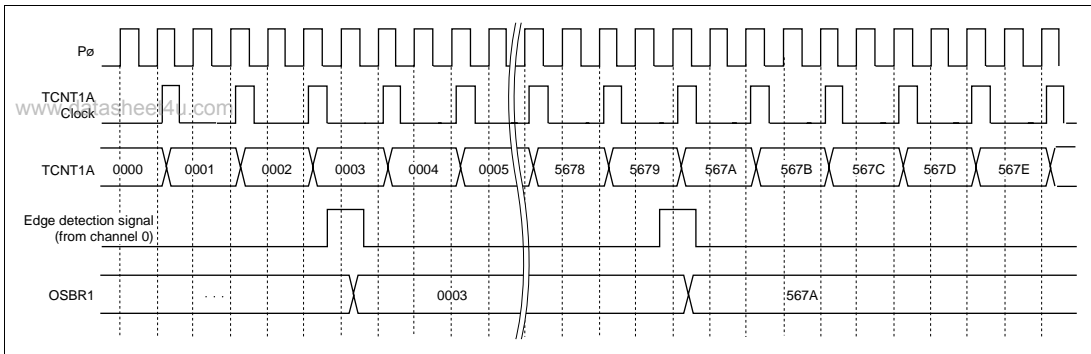 Pø
TCNT1A
Clock
www.datasheet4u.com
TCNT1A 0000 0001 0002 0003 0004 0005 5678 5679 567A 567B 567C 567D 567E
Edge detection signal
(from channel 0)
OSBR1 . . . 0003 567A